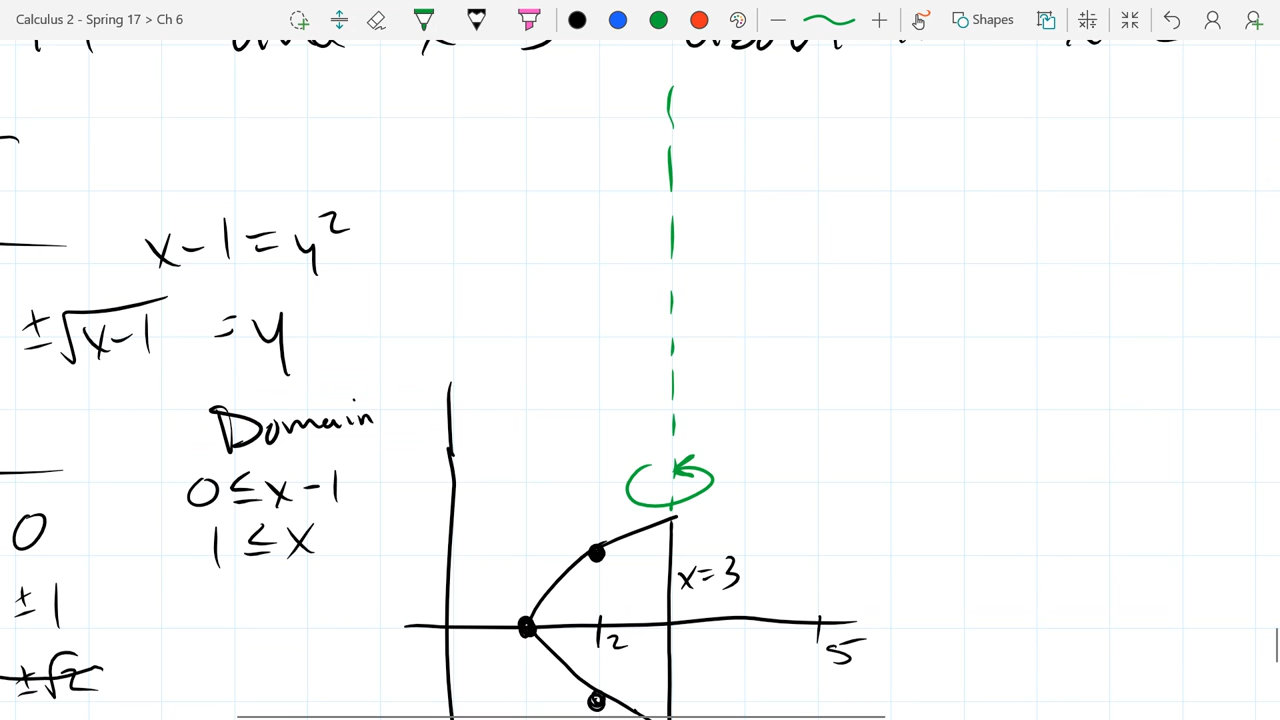 Calculus 2 - Spring 17 > Ch 6
Shapes
x-1=y²
±√(x-1) =y
Domain
0≤x-1
1≤x
0
±1
±√2
x=3
2
5